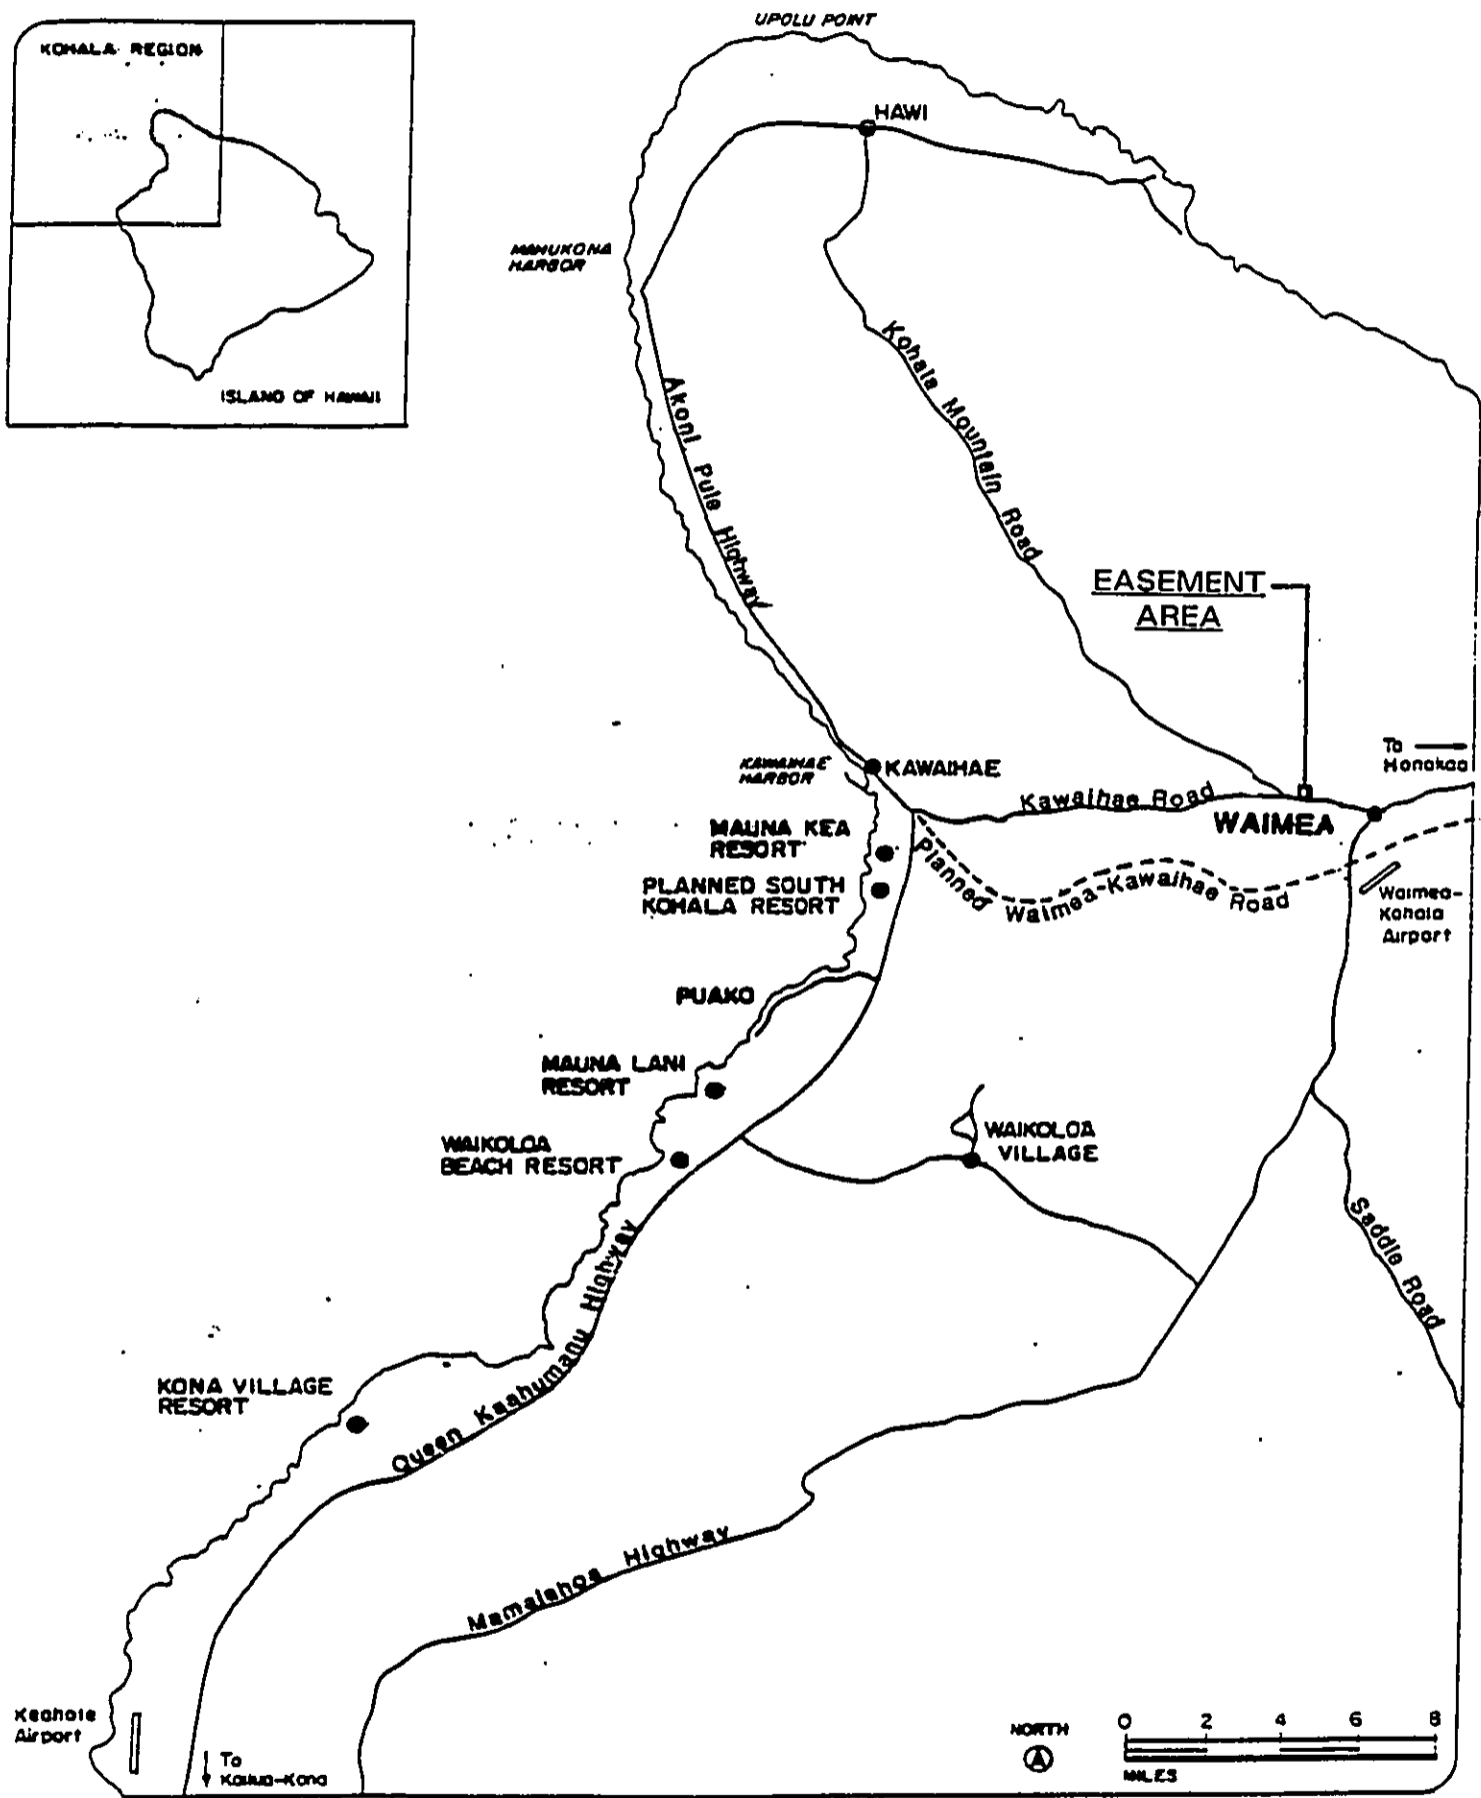 UPOLU POINT
KOHALA REGION
ISLAND OF HAWAII
HAWI
MAHUKONA
HARBOR
Kohala Mountain Road
Akoni Pule Highway
EASEMENT
AREA
To
Honokaa
KAWAIHAE
HARBOR
KAWAIHAE
Kawaihae Road
WAIMEA
MAUNA KEA
RESORT
PLANNED SOUTH
KOHALA RESORT
Planned Waimea-Kawaihae Road
Waimea-
Kohala
Airport
PUAKO
MAUNA LANI
RESORT
WAIKOLOA
BEACH RESORT
WAIKOLOA
VILLAGE
Saddle Road
Queen Kaahumanu Highway
KONA VILLAGE
RESORT
Mamalahoa Highway
Keahole
Airport
To
Kailua-Kona
NORTH
0 2 4 6 8
MILES